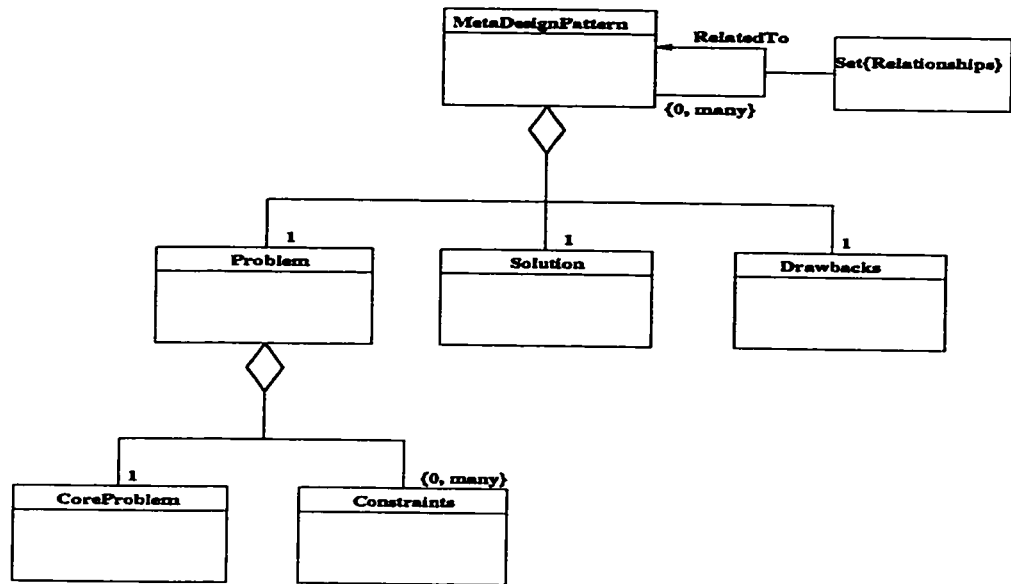 MetaDesignPattern
RelatedTo
Set{Relationships}
{0, many}
1
1
1
Problem
Solution
Drawbacks
1
{0, many}
CoreProblem
Constraints